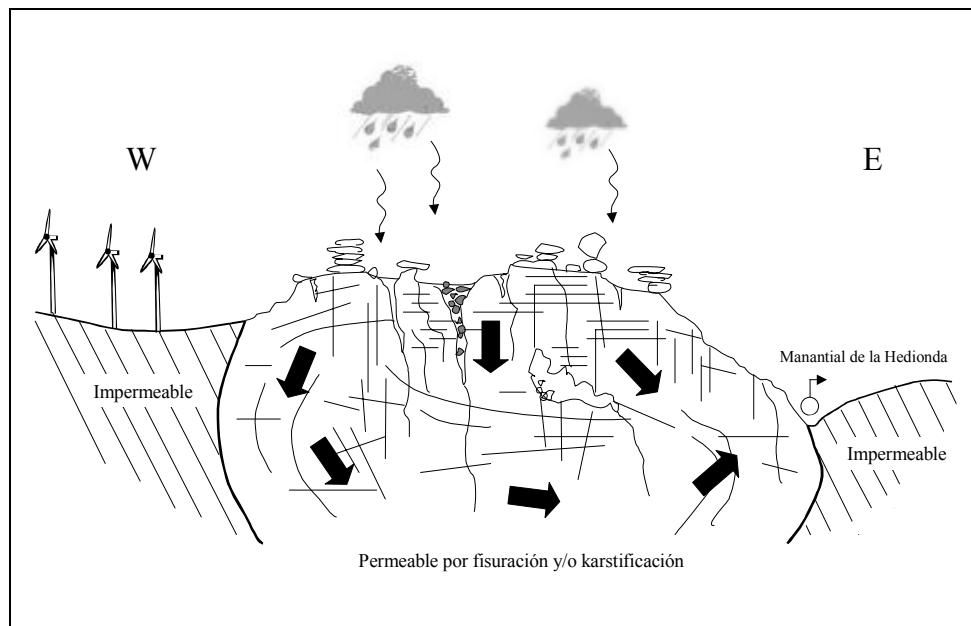 W
E
Manantial de la Hedionda
Impermeable
Impermeable
Permeable por fisuración y/o karstificación